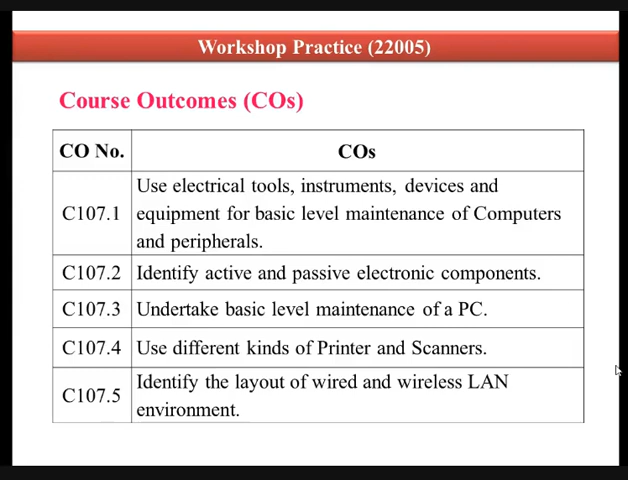 Workshop Practice (22005)
Course Outcomes (COs)
CO No. COs
C107.1 Use electrical tools, instruments, devices and
equipment for basic level maintenance of Computers
and peripherals.
C107.2 Identify active and passive electronic components.
C107.3 Undertake basic level maintenance of a PC.
C107.4 Use different kinds of Printer and Scanners.
C107.5 Identify the layout of wired and wireless LAN
environment.